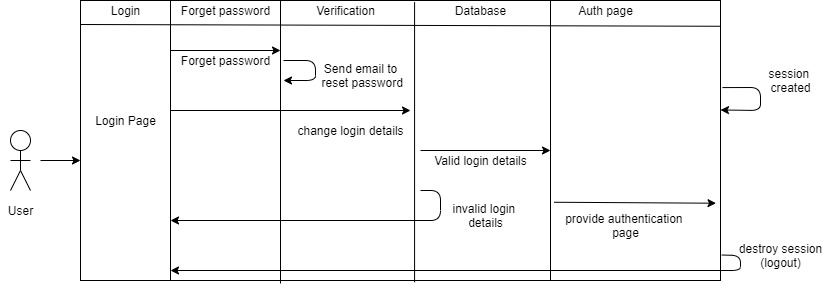 Login
Forget password
Verification
Database
Auth page
Forget password
Send email to
reset password
session
created
Login Page
change login details
Valid login details
User
invalid login
details
provide authentication
page
destroy session
(logout)